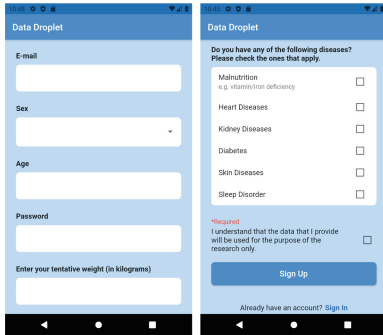 10:48
Data Droplet
E-mail
Sex
Age
Password
Enter your tentative weight (in kilograms)
10:45
Data Droplet
Do you have any of the following diseases?
Please check the ones that apply.
Malnutrition
e.g. vitamin/iron deficiency
Heart Diseases
Kidney Diseases
Diabetes
Skin Diseases
Sleep Disorder
*Required
I understand that the data that I provide
will be used for the purpose of the
research only.
Sign Up
Already have an account? Sign In